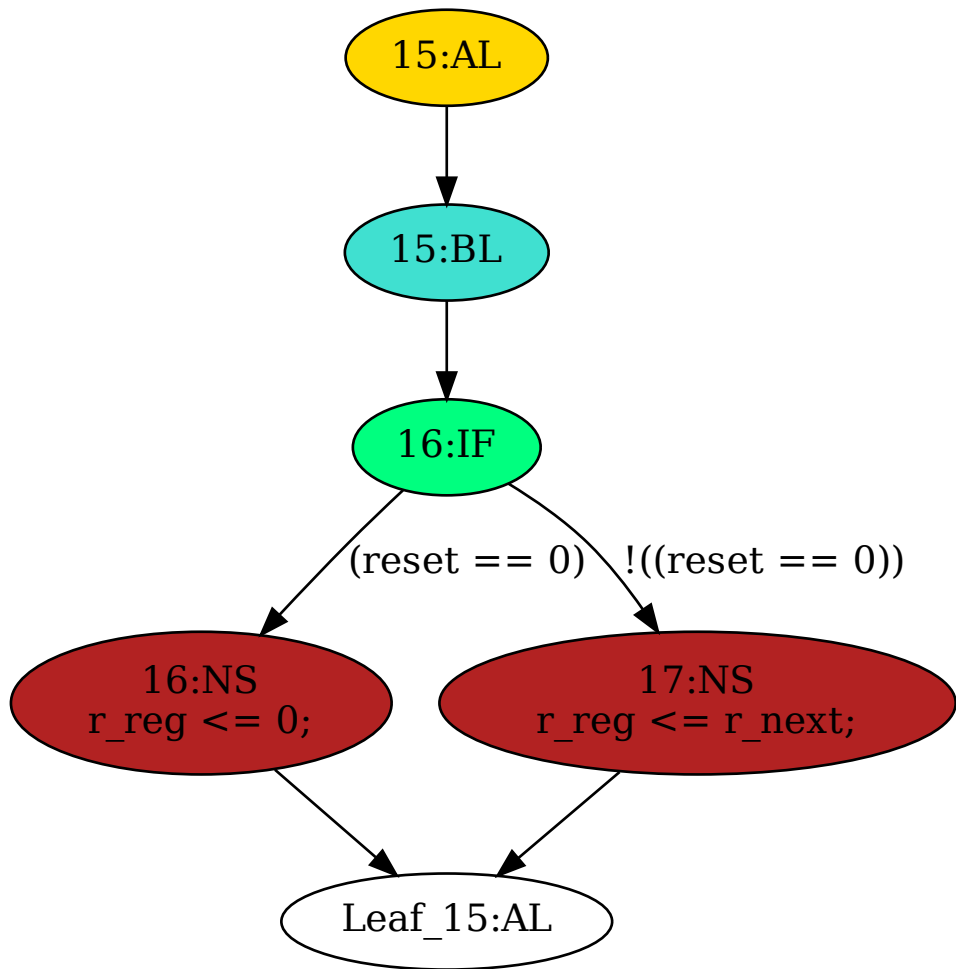 15:AL
15:BL
16:IF
(reset == 0)
!((reset == 0))
16:NS
r_reg <= 0;
17:NS
r_reg <= r_next;
Leaf_15:AL